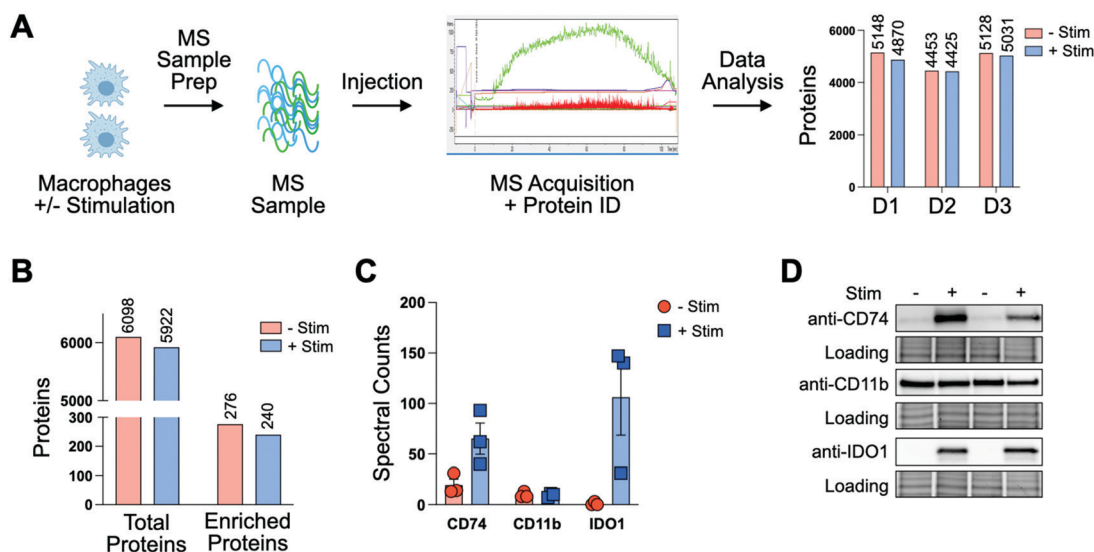 A
MS
Sample
Prep
Injection
Data
Analysis
Macrophages
+/- Stimulation
MS
Sample
MS Acquisition
+ Protein ID
Proteins
6000
4000
2000
0
5148
4870
4453
4425
5128
5031
- Stim
+ Stim
D1 D2 D3
B
Proteins
6000
5000
300
200
100
0
6098
5922
276
240
- Stim
+ Stim
Total
Proteins
Enriched
Proteins
C
Spectral Counts
200
150
100
50
0
- Stim
+ Stim
CD74 CD11b IDO1
D
Stim - + - +
anti-CD74
Loading
anti-CD11b
Loading
anti-IDO1
Loading